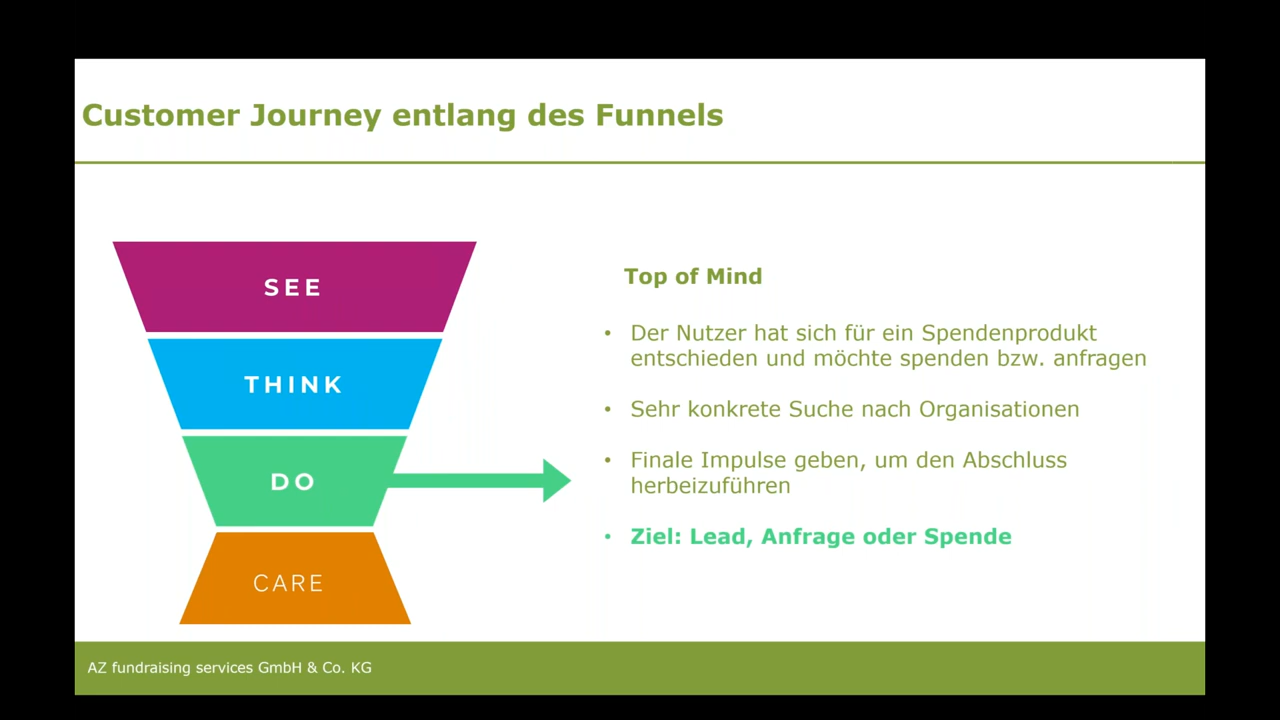 Customer Journey entlang des Funnels
SEE
THINK
DO
CARE
Top of Mind
• Der Nutzer hat sich für ein Spendenprodukt
entschieden und möchte spenden bzw. anfragen
• Sehr konkrete Suche nach Organisationen
• Finale Impulse geben, um den Abschluss
herbeizuführen
• Ziel: Lead, Anfrage oder Spende
AZ fundraising services GmbH & Co. KG